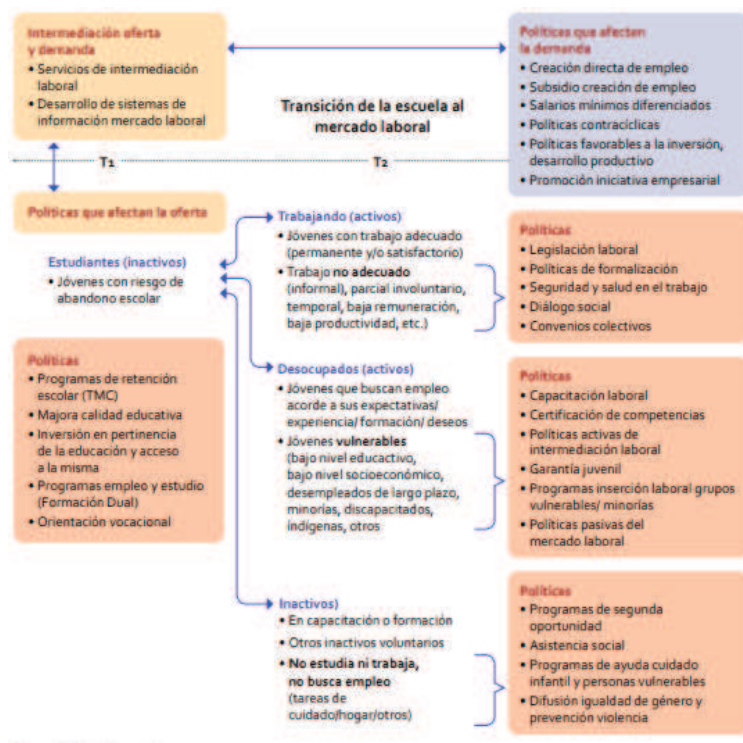 Intermediación oferta
y demanda
• Servicios de intermediación
laboral
• Desarrollo de sistemas de
información mercado laboral
Políticas que afectan
la demanda
• Creación directa de empleo
• Subsidio creación de empleo
• Salarios mínimos diferenciados
• Políticas contracíclicas
• Políticas favorables a la inversión,
desarrollo productivo
• Promoción iniciativa empresarial
Transición de la escuela al
mercado laboral
T1
T2
Políticas que afectan la oferta
Estudiantes (inactivos)
• Jóvenes con riesgo de
abandono escolar
Políticas
• Programas de retención
escolar (TMC)
• Majora calidad educativa
• Inversión en pertinencia
de la educación y acceso
a la misma
• Programas empleo y estudio
(Formación Dual)
• Orientación vocacional
Trabajando (activos)
• Jóvenes con trabajo adecuado
(permanente y/o satisfactorio)
• Trabajo no adecuado
(informal), parcial involuntario,
temporal, baja remuneración,
baja productividad, etc.)
Políticas
• Legislación laboral
• Políticas de formalización
• Seguridad y salud en el trabajo
• Diálogo social
• Convenios colectivos
Desocupados (activos)
• Jóvenes que buscan empleo
acorde a sus expectativas/
experiencia/ formación/ deseos
• Jóvenes vulnerables
(bajo nivel educactivo,
bajo nivel socioeconómico,
desempleados de largo plazo,
minorías, discapacitados,
indígenas, otros
Políticas
• Capacitación laboral
• Certificación de competencias
• Políticas activas de
intermediación laboral
• Garantía juvenil
• Programas inserción laboral grupos
vulnerables/ minorías
• Políticas pasivas del
mercado laboral
Inactivos)
• En capacitación o formación
• Otros inactivos voluntarios
• No estudia ni trabaja,
no busca empleo
(tareas de
cuidado/hogar/otros)
Políticas
• Programas de segunda
oportunidad
• Asistencia social
• Programas de ayuda cuidado
infantil y personas vulnerables
• Difusión igualdad de género y
prevención violencia